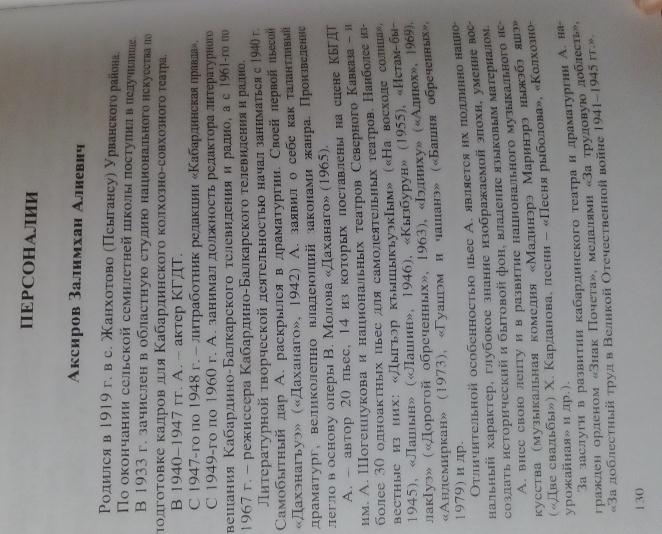 ПЕРСОНАЛИИ
Аксиров Залимхан Алиевич
Родился в 1919 г. в с. Жанхотово (Псыгансу) Урванского района.
По окончании сельской семилетней школы поступил в педучилище.
В 1933 г. зачислен в областную студию национального искусства по
подготовке кадров для Кабардинского колхозно-совхозного театра.
В 1940–1947 гг. А. – актер КГДТ.
С 1947-го по 1948 г. – литработник редакции «Кабардинская правда».
С 1949-го по 1960 г. А. занимал должность редактора литературного
вещания Кабардино-Балкарского телевидения и радио, а с 1961-го по
1967 г. – режиссера Кабардино-Балкарского телевидения и радио.
Литературной творческой деятельностью начал заниматься с 1940 г.
Самобытный дар А. раскрылся в драматургии. Своей первой пьесой
«Дахэнагъуэ» («Даханаго», 1942) А. заявил о себе как талантливый
драматург, великолепно владеющий законами жанра. Произведение
легло в основу оперы В. Молова «Даханаго» (1965).
А. – автор 20 пьес, 14 из которых поставлены на сцене КБГДТ
им. А. Шогенцукова и национальных театров Северного Кавказа – и
более 30 одноактных пьес для самодеятельных театров. Наиболее из-
вестные из них: «Дыгъэр къыщыкъуэкIым» («На восходе солнца»,
1945), «Лашын» («Лашин», 1946), «Кызбурун» (1955), «Истам-бы-
лакIуэ» («Дорогой обреченных», 1963), «Iэдииху» («Адиюх», 1969),
«Андемиркан» (1973), «Гуащэм и чащанэ» («Башня обреченных»,
1979) и др.
Отличительной особенностью пьес А. является их подлинно нацио-
нальный характер, глубокое знание изображаемой эпохи, умение вос-
создать исторический и бытовой фон, владение языковым материалом.
А. внес свою лепту и в развитие национального музыкального ис-
кусства (музыкальная комедия «Малинэрэ Маринэрэ ныжэбэ яшэ»
(«Две свадьбы») Х. Карданова, песни – «Песня рыболова», «Колхозно-
урожайная» и др.).
За заслуги в развитии кабардинского театра и драматургии А. на-
гражден орденом «Знак Почета», медалями «За трудовую доблесть»,
«За доблестный труд в Великой Отечественной войне 1941–1945 гг.».
130